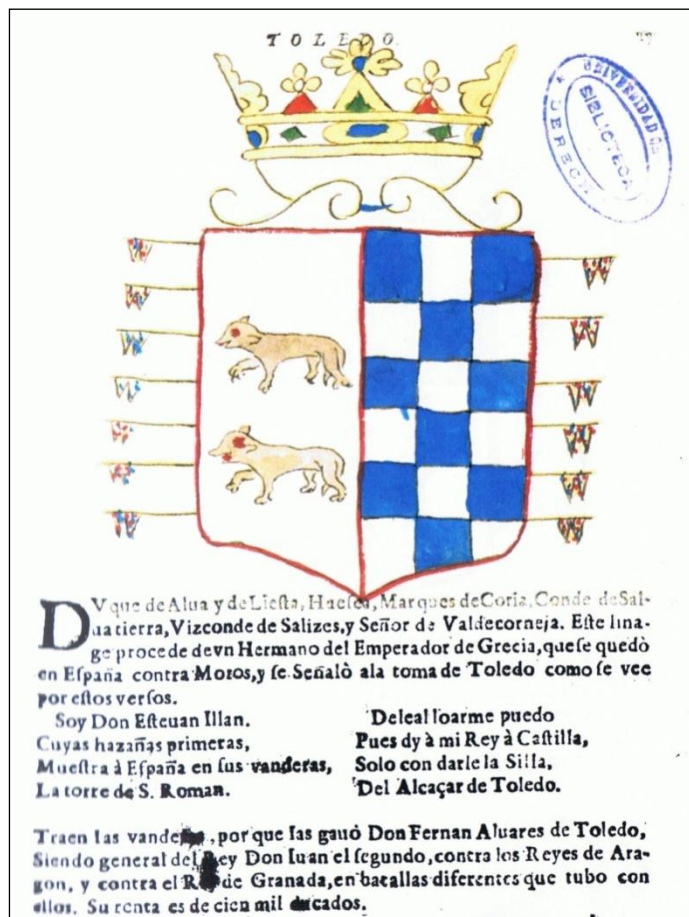 TOLEDO.
UNIVERSIDAD DE
DERECH
BIBLIOTECA
DVque de Alua y de Liesta, Huesca, Marques de Coria, Conde de Sal-
uatierra, Vizconde de Salizes, y Señor de Valdecorneja. Este lina-
ge procede de vn Hermano del Emperador de Grecia, que se quedò
en España contra Moros, y se Señalò ala toma de Toledo como se vee
por estos versos.
Soy Don Esteuan Illan.
Cuyas hazañas primeras,
Muestra à España en sus vanderas,
La torre de S. Roman.
De leal loarme puedo
Pues dy à mi Rey à Castilla,
Solo con darle la Silla,
Del Alcaçar de Toledo.
Traen las vanderas, por que las gauò Don Fernan Aluares de Toledo,
Siendo general del Rey Don Iuan el segundo, contra los Reyes de Ara-
gon, y contra el de Granada, en batallas diferentes que tubo con
ellos. Su renta es de cien mil ducados.